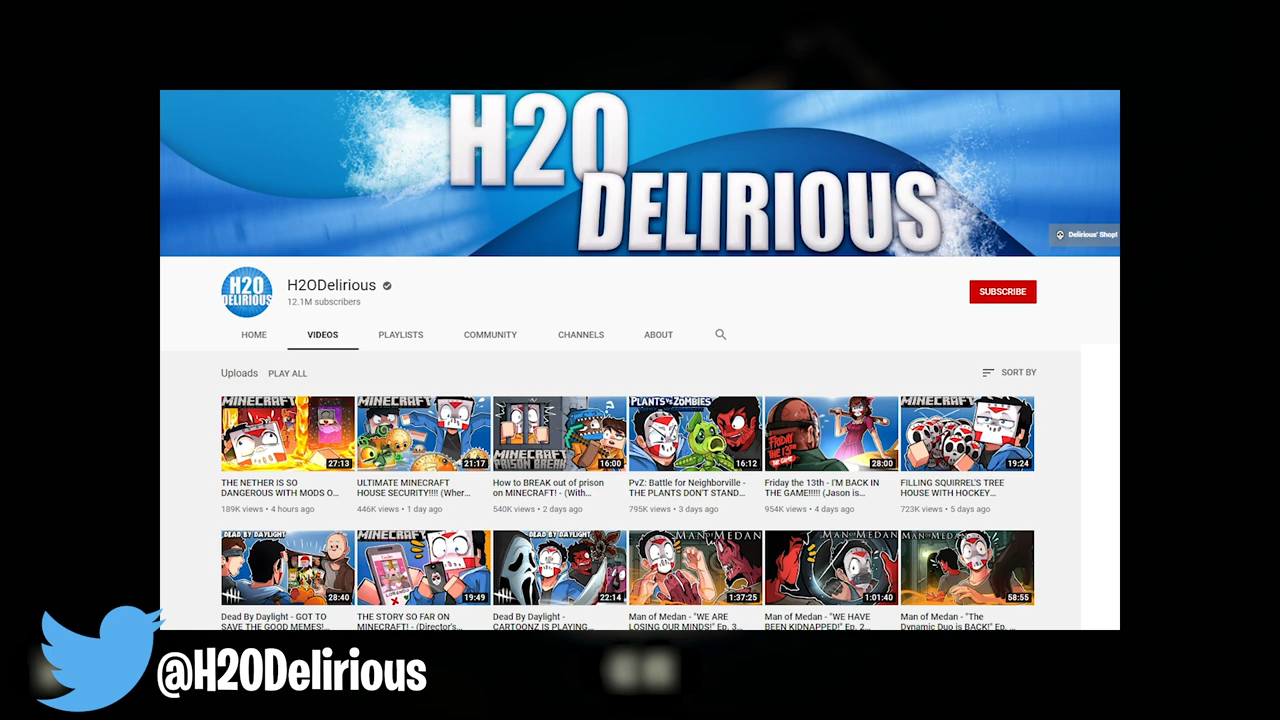 H2O
DELIRIOUS
Delirious' Shop!
H2O
DELIRIOUS
H2ODelirious
12.1M subscribers
SUBSCRIBE
HOME VIDEOS PLAYLISTS COMMUNITY CHANNELS ABOUT
Uploads PLAY ALL SORT BY
MINECRAFT
27:13
MINECRAFT
21:17
MINECRAFT
PRISON BREAK
16:00
PLANTS VS. ZOMBIES
16:12
FRIDAY
THE 13TH
THE GAME
28:00
MINECRAFT
19:24
THE NETHER IS SO
DANGEROUS WITH MODS O...
189K views • 4 hours ago
ULTIMATE MINECRAFT
HOUSE SECURITY!!!! (Wher...
446K views • 1 day ago
How to BREAK out of prison
on MINECRAFT! - (With...
540K views • 2 days ago
PvZ: Battle for Neighborville -
THE PLANTS DON'T STAND...
795K views • 3 days ago
Friday the 13th - I'M BACK IN
THE GAME!!!!! (Jason is...
954K views • 4 days ago
FILLING SQUIRREL'S TREE
HOUSE WITH HOCKEY...
723K views • 5 days ago
DEAD BY DAYLIGHT
28:40
MINECRAFT
19:49
DEAD BY DAYLIGHT
22:14
MAN OF MEDAN
1:37:25
MAN OF MEDAN
1:01:40
MAN OF MEDAN
58:55
Dead By Daylight - GOT TO
SAVE THE GOOD MEMES!...
THE STORY SO FAR ON
MINECRAFT! - (Director's...
Dead By Daylight -
CARTOONZ IS PLAYING...
Man of Medan - "WE ARE
LOSING OUR MINDS!" Ep. 3...
Man of Medan - "WE HAVE
BEEN KIDNAPPED!" Ep. 2...
Man of Medan - "The
Dynamic Duo is BACK!" Ep. ...
@H2ODelirious